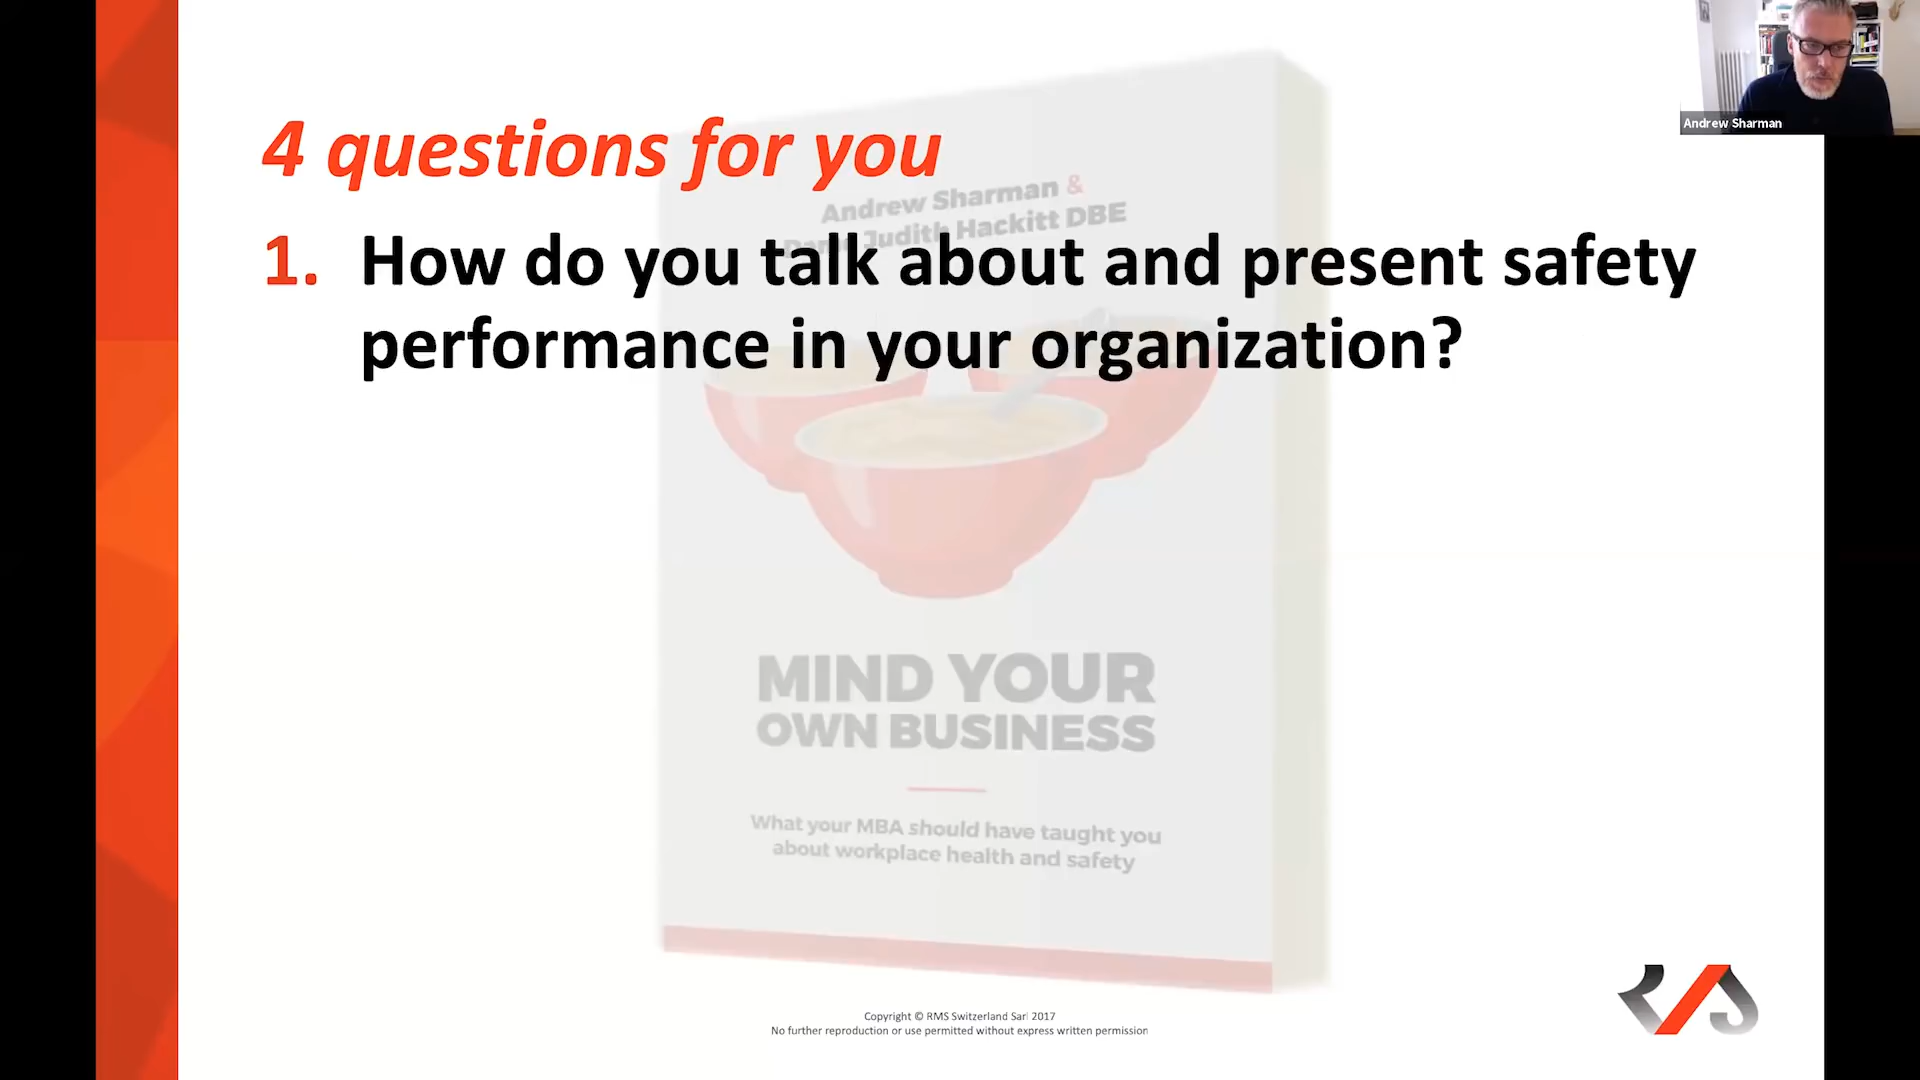 4 questions for you
1. How do you talk about and present safety
performance in your organization?
Andrew Sharman &
Dame Judith Hackitt DBE
MIND YOUR
OWN BUSINESS
What your MBA should have taught you
about workplace health and safety
Copyright © RMS Switzerland Sarl 2017
No further reproduction or use permitted without express written permission
Andrew Sharman